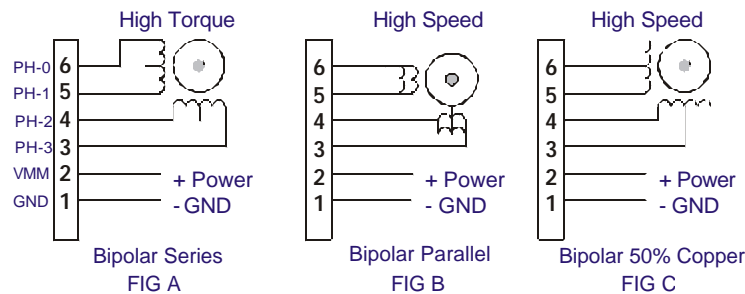 High Torque
High Speed
High Speed
PH-0 6
PH-1 5
PH-2 4
PH-3 3
VMM 2
GND 1
+ Power
- GND
6
5
4
3
2
1
+ Power
- GND
6
5
4
3
2
1
+ Power
- GND
Bipolar Series
FIG A
Bipolar Parallel
FIG B
Bipolar 50% Copper
FIG C